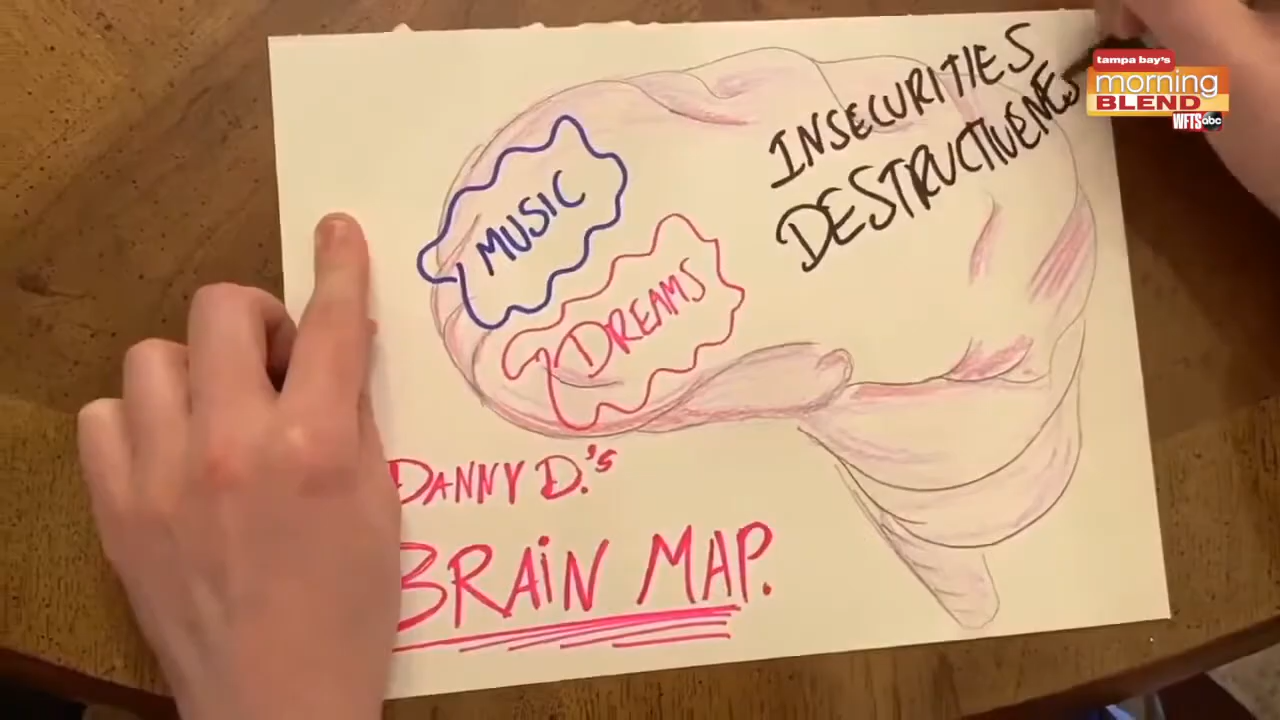 INSECURITIES
DESTRUCTIVENES
MUSIC
DREAMS
DANNY D.'s
BRAIN MAP.
tampa bay's
morning
BLEND
WFTS abc